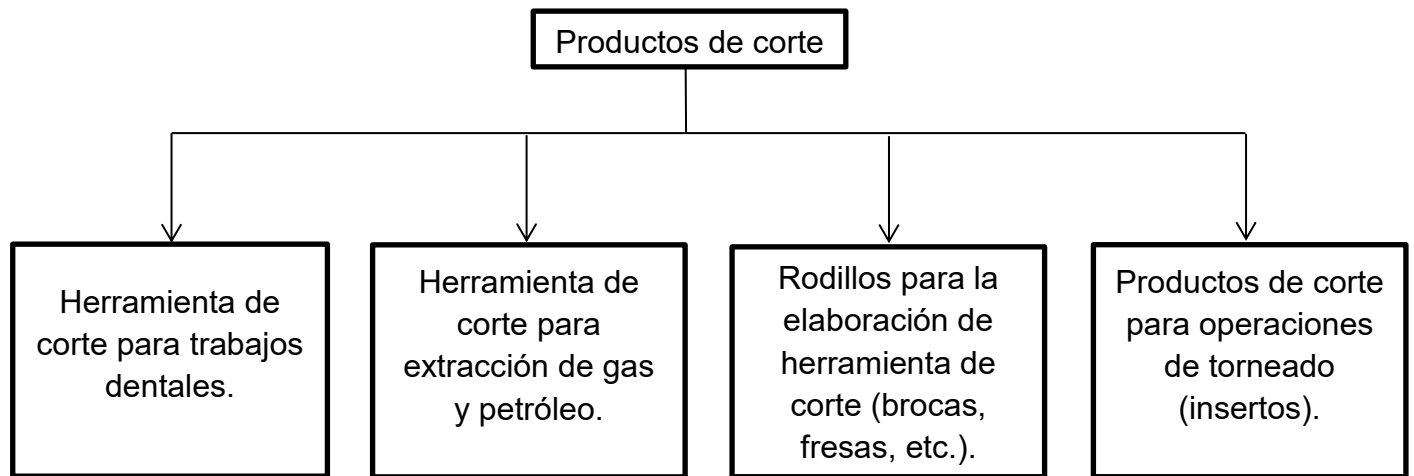 Productos de corte
Herramienta de
corte para trabajos
dentales.
Herramienta de
corte para
extracción de gas
y petróleo.
Rodillos para la
elaboración de
herramienta de
corte (brocas,
fresas, etc.).
Productos de corte
para operaciones
de torneado
(insertos).